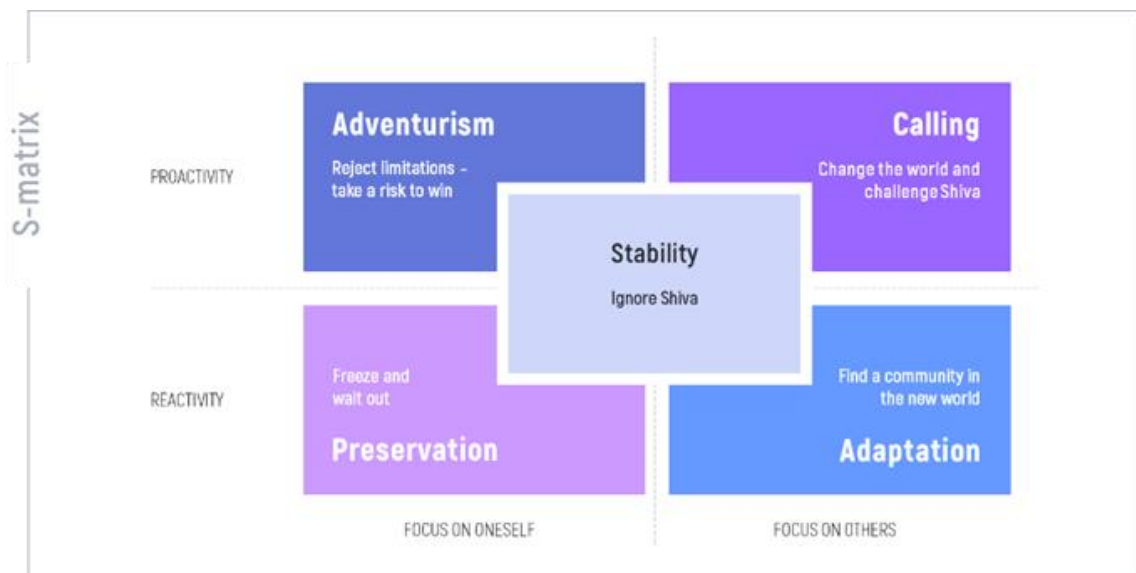 S-matrix
PROACTIVITY
Adventurism
Reject limitations –
take a risk to win
Calling
Change the world and
challenge Shiva
Stability
Ignore Shiva
REACTIVITY
Freeze and
wait out
Preservation
Find a community in
the new world
Adaptation
FOCUS ON ONESELF
FOCUS ON OTHERS